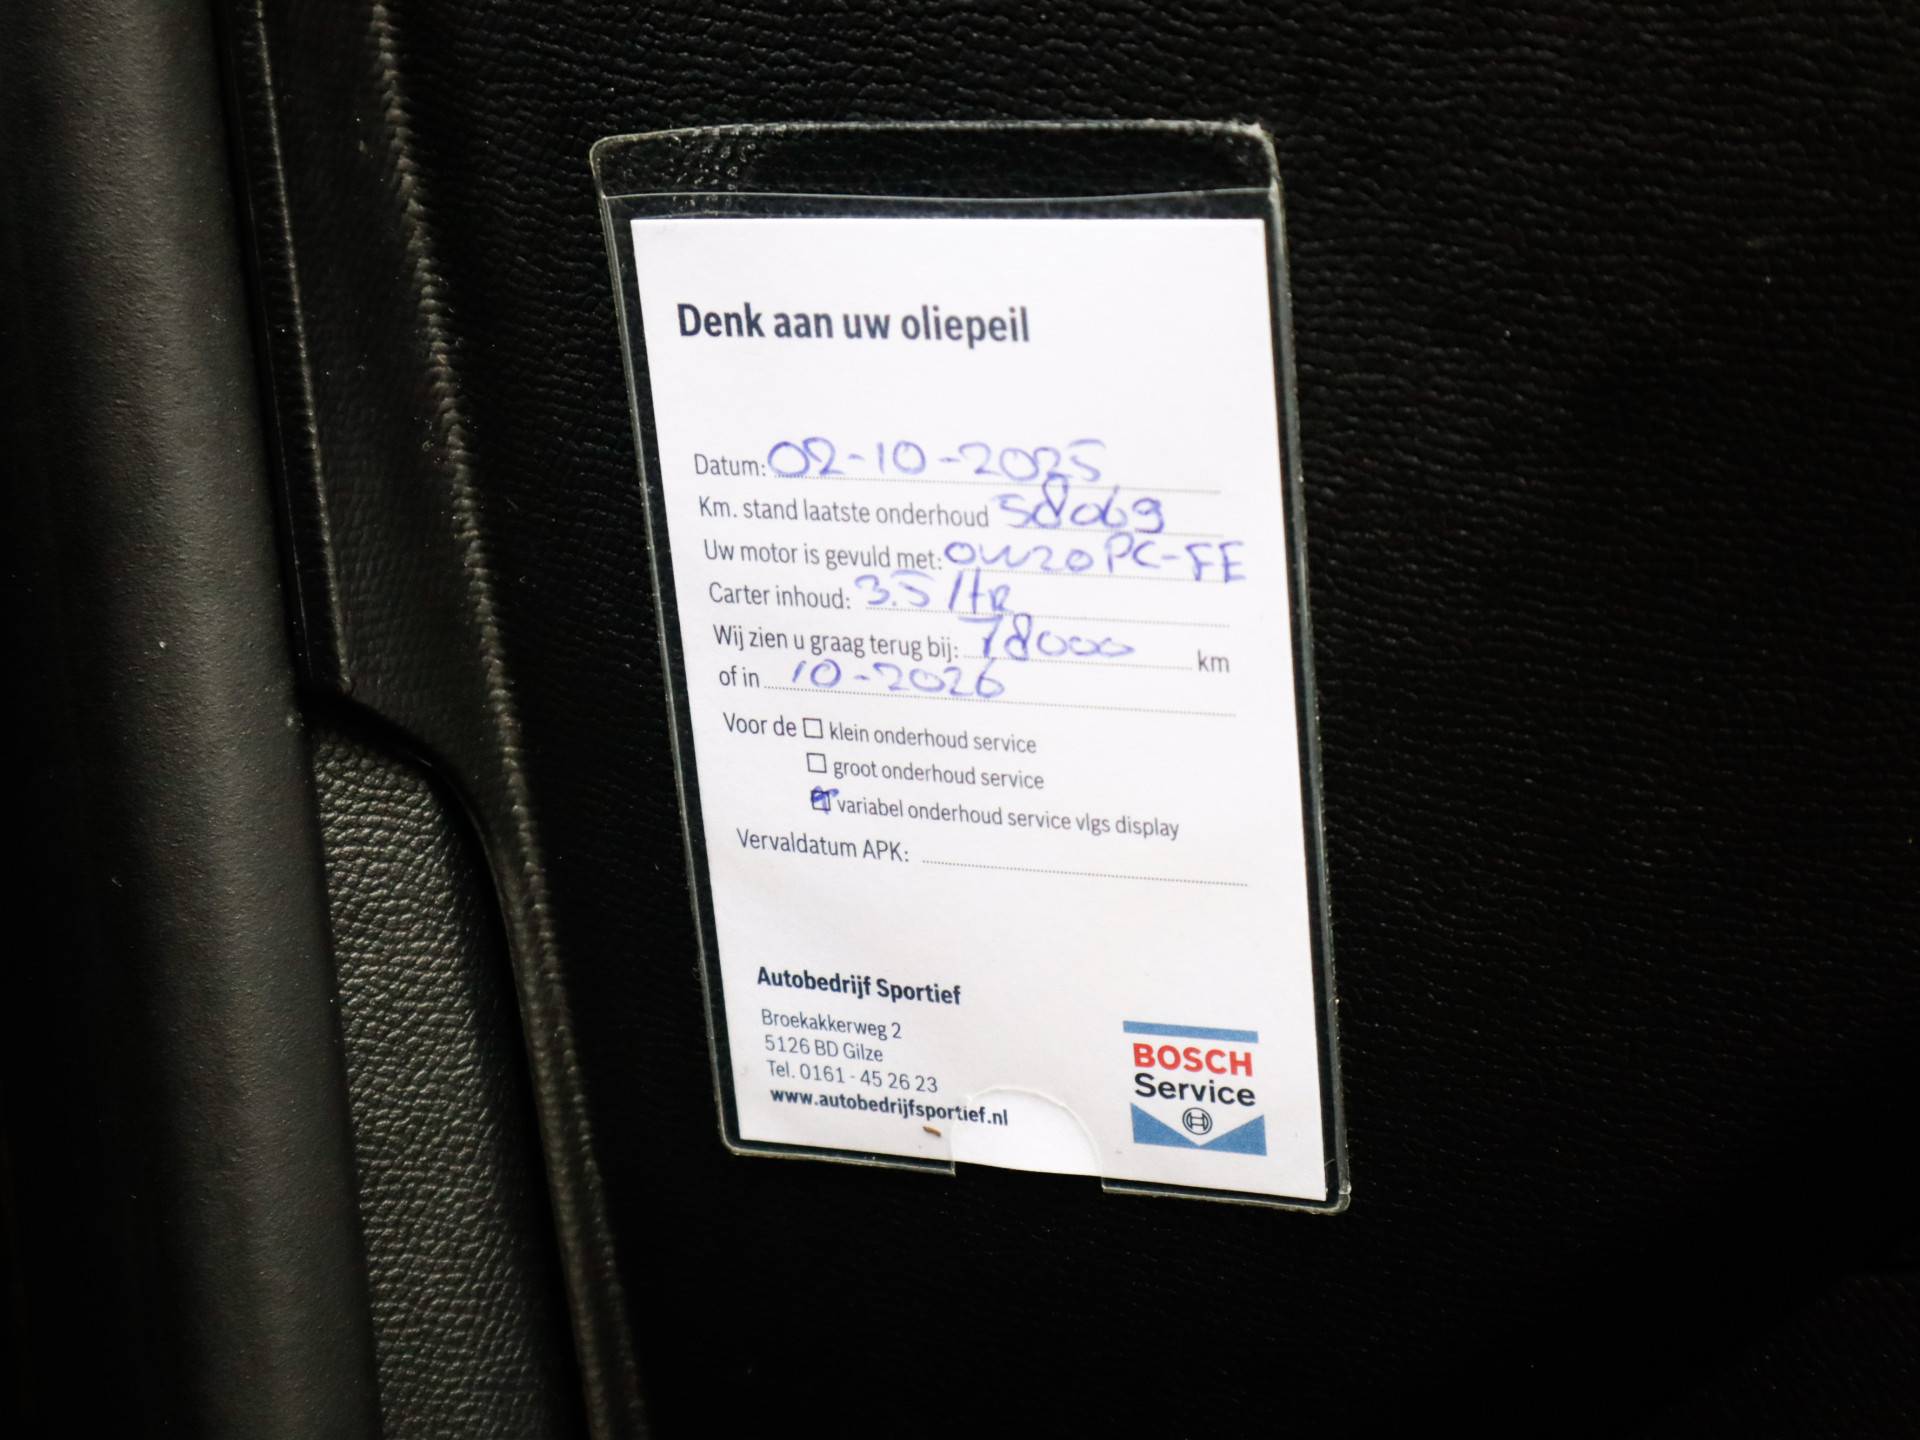 Denk aan uw oliepeil
Datum: 02-10-2025
Km. stand laatste onderhoud 58069
Uw motor is gevuld met: 0W20 PC-FE
Carter inhoud: 3.5 ltr
Wij zien u graag terug bij: 78000 km
of in 10-2026
Voor de ☐ klein onderhoud service
☐ groot onderhoud service
☑ variabel onderhoud service vlgs display
Vervaldatum APK:
Autobedrijf Sportief
Broekakkerweg 2
5126 BD Gilze
Tel. 0161 - 45 26 23
www.autobedrijfsportief.nl
BOSCH
Service